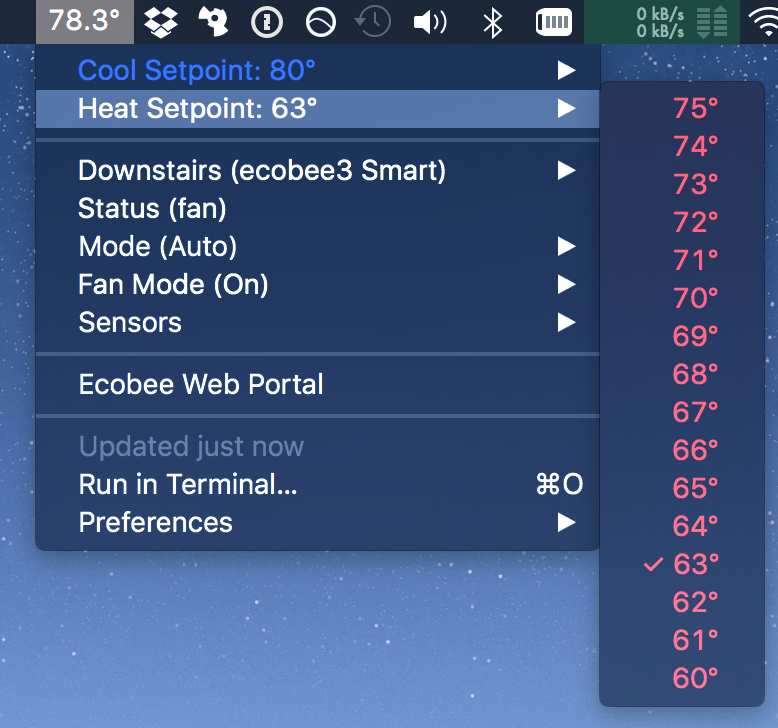 78.3°
0 kB/s
0 kB/s
Cool Setpoint: 80°
Heat Setpoint: 63°
Downstairs (ecobee3 Smart)
Status (fan)
Mode (Auto)
Fan Mode (On)
Sensors
Ecobee Web Portal
Updated just now
Run in Terminal... ⌘O
Preferences
75°
74°
73°
72°
71°
70°
69°
68°
67°
66°
65°
64°
✓ 63°
62°
61°
60°